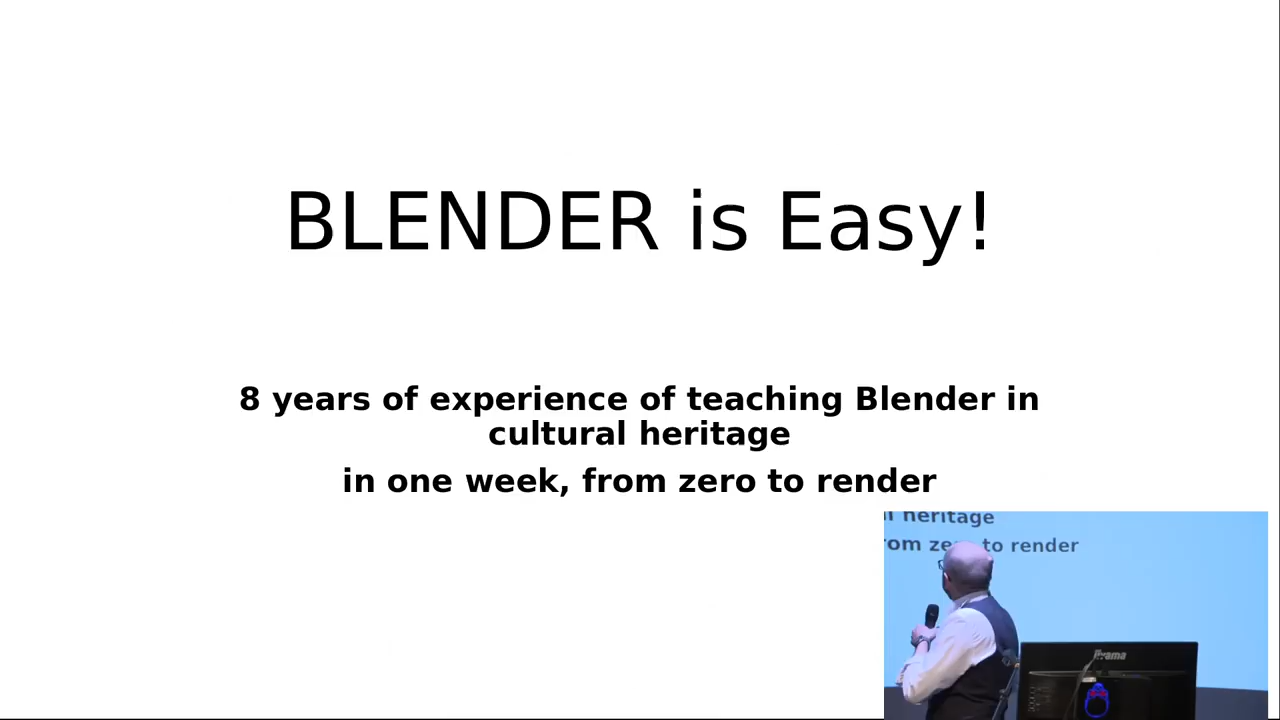 BLENDER is Easy!
8 years of experience of teaching Blender in
cultural heritage
in one week, from zero to render
heritage
to render
iiyama